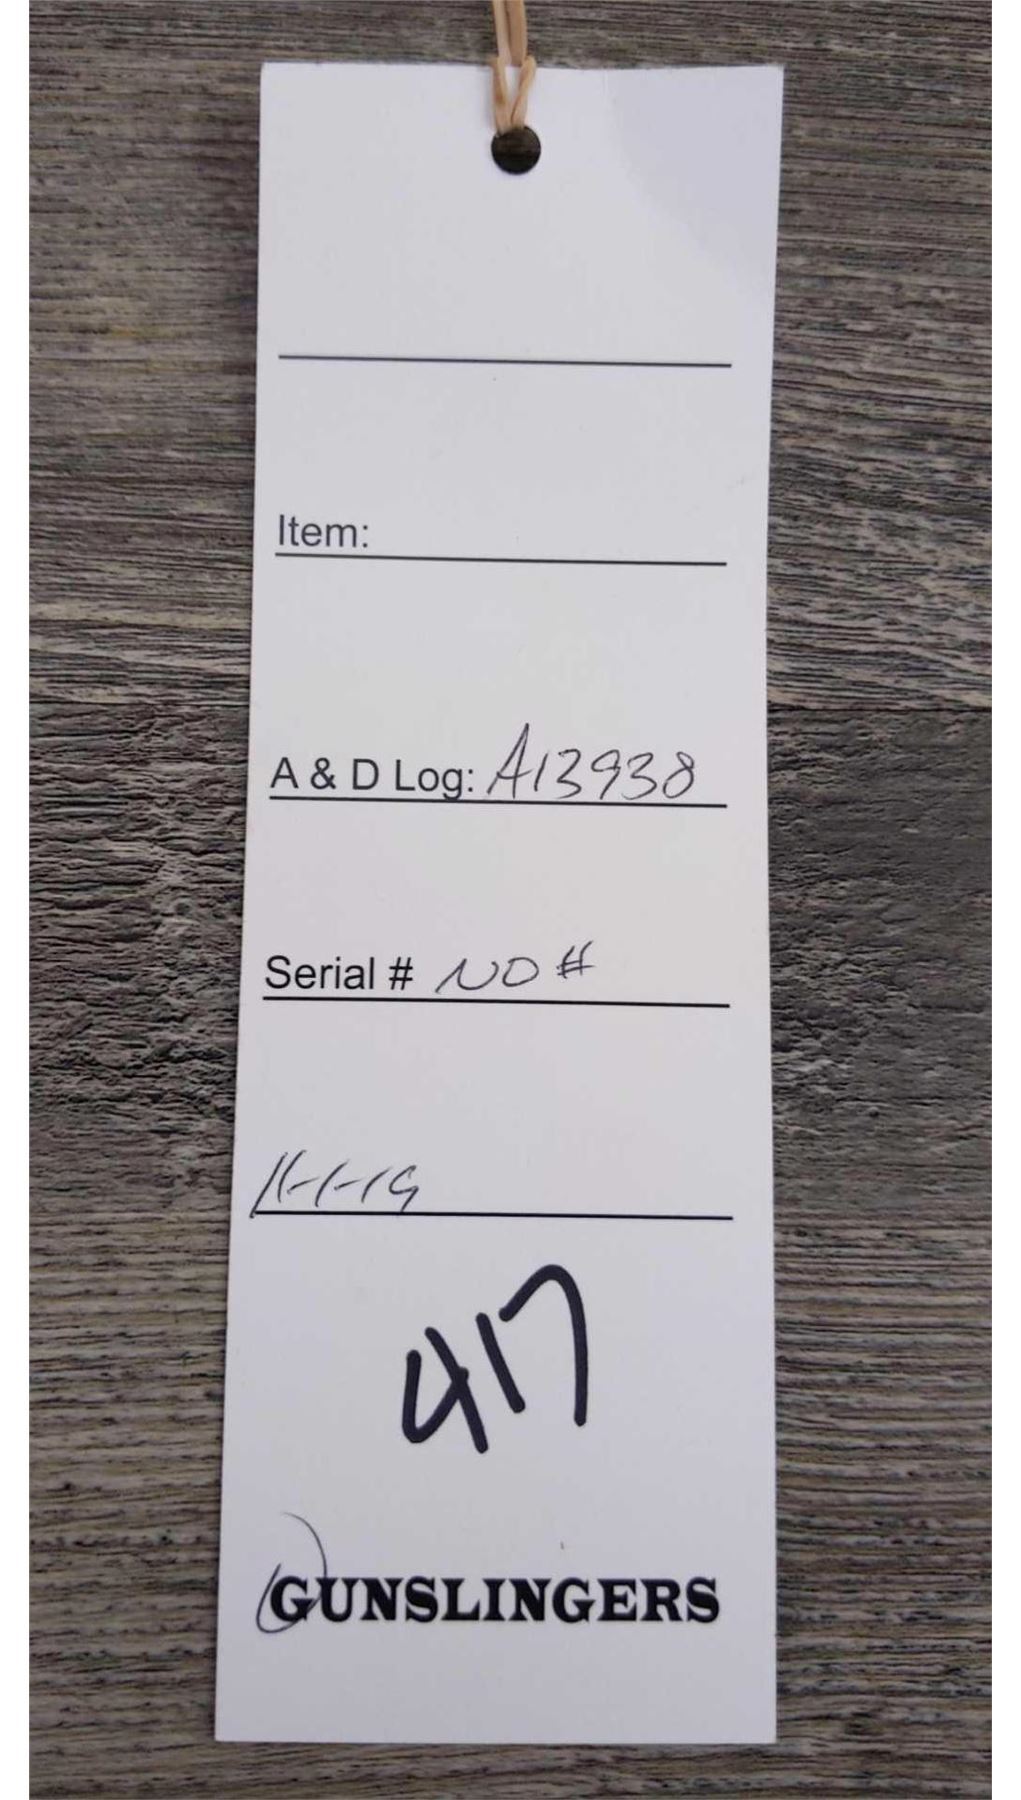 Item:
A & D Log: A13938
Serial # NO #
11-1-19
417
GUNSLINGERS